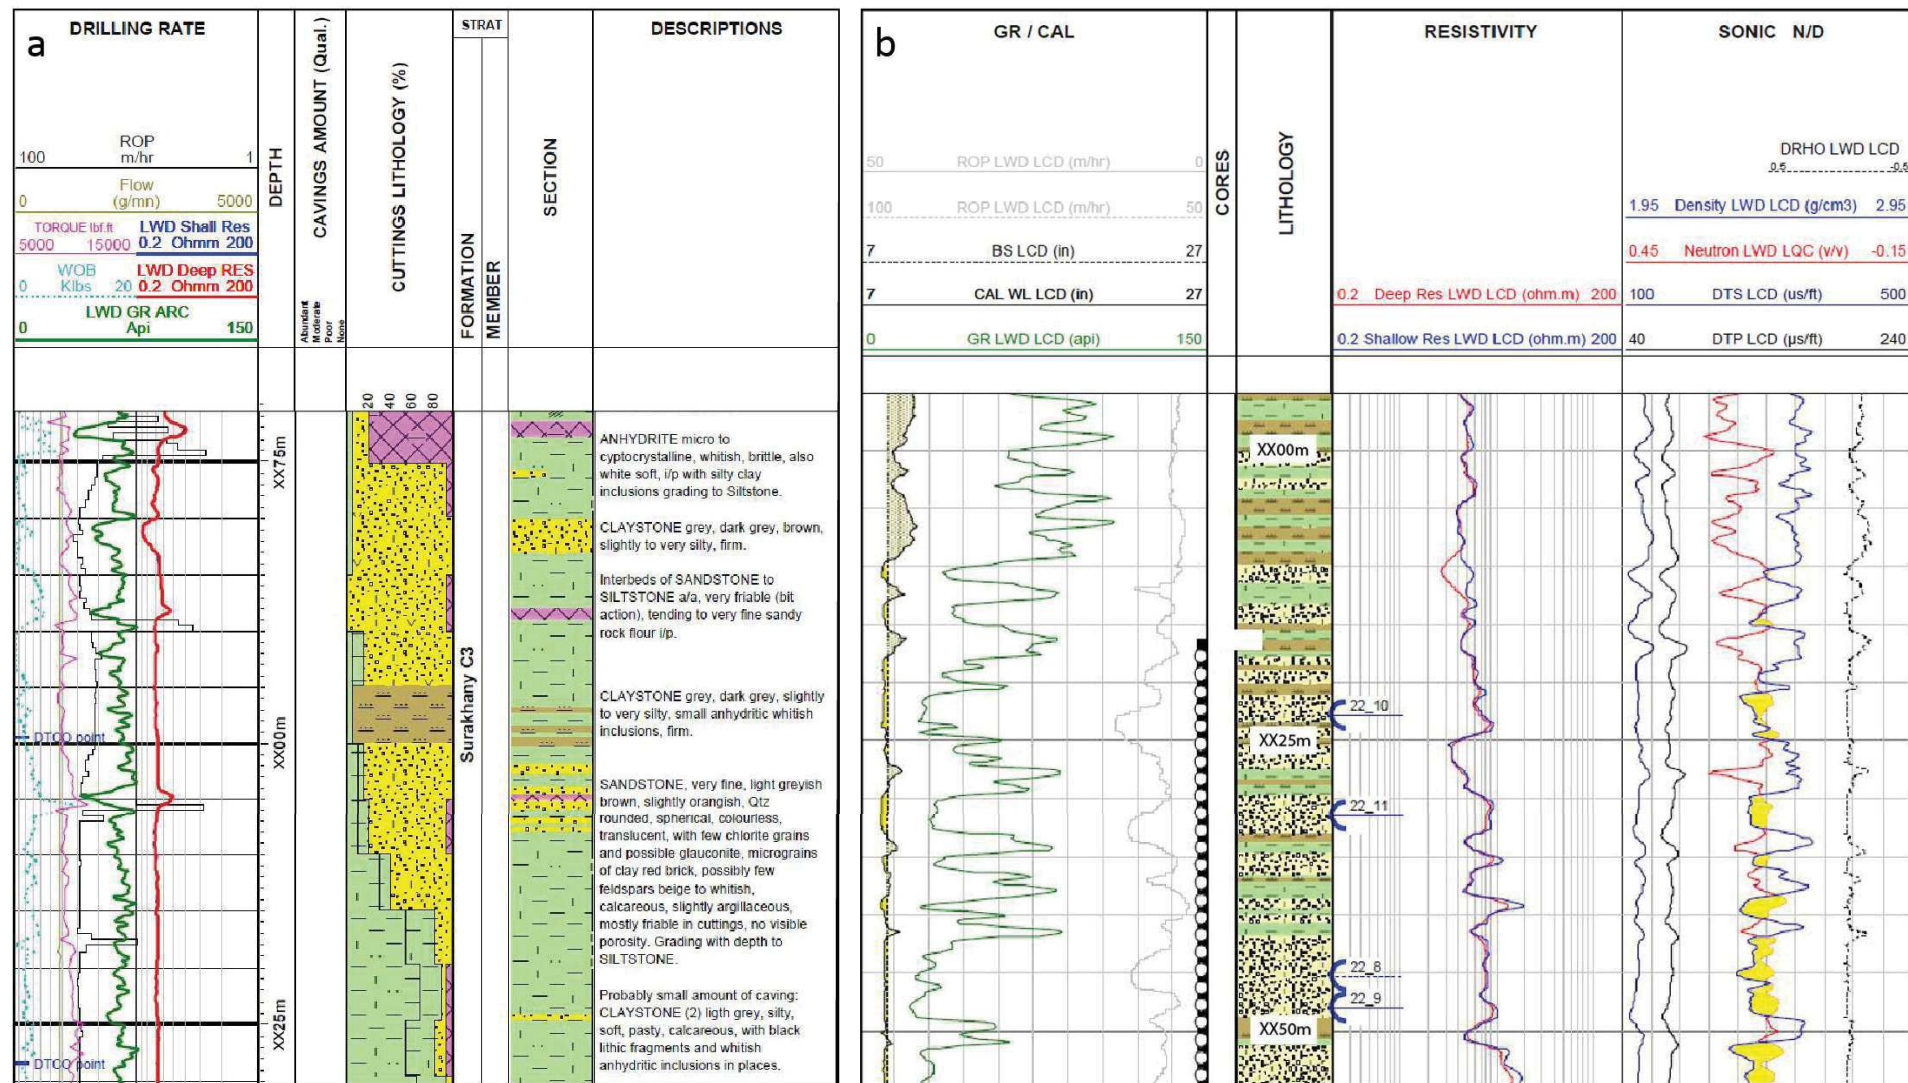 a
DRILLING RATE
ROP
100 m/hr 1
Flow
0 (g/mn) 5000
TORQUE lbf.ft LWD Shall Res
5000 15000 0.2 Ohmm 200
WOB LWD Deep RES
0 Klbs 20 0.2 Ohmm 200
LWD GR ARC
0 Api 150
DEPTH
CAVINGS AMOUNT (Qual.)
Abundant
Moderate
Poor
None
CUTTINGS LITHOLOGY (%)
20 40 60 80
STRAT
FORMATION
MEMBER
SECTION
DESCRIPTIONS
XX75m
XX00m
XX25m
DTCO point
DTCO point
Surakhany C3
ANHYDRITE micro to
cyptocrystalline, whitish, brittle, also
white soft, i/p with silty clay
inclusions grading to Siltstone.
CLAYSTONE grey, dark grey, brown,
slightly to very silty, firm.
Interbeds of SANDSTONE to
SILTSTONE a/a, very friable (bit
action), tending to very fine sandy
rock flour i/p.
CLAYSTONE grey, dark grey, slightly
to very silty, small anhydritic whitish
inclusions, firm.
SANDSTONE, very fine, light greyish
brown, slightly orangish, Qtz
rounded, spherical, colourless,
translucent, with few chlorite grains
and possible glauconite, micrograins
of clay red brick, possibly few
feldspars beige to whitish,
calcareous, slightly argillaceous,
mostly friable in cuttings, no visible
porosity. Grading with depth to
SILTSTONE.
Probably small amount of caving:
CLAYSTONE (2) ligth grey, silty,
soft, pasty, calcareous, with black
lithic fragments and whitish
anhydritic inclusions in places.
b
GR / CAL
50 ROP LWD LCD (m/hr) 0
100 ROP LWD LCD (m/hr) 50
7 BS LCD (in) 27
7 CAL WL LCD (in) 27
0 GR LWD LCD (api) 150
CORES
LITHOLOGY
RESISTIVITY
0.2 Deep Res LWD LCD (ohm.m) 200
0.2 Shallow Res LWD LCD (ohm.m) 200
SONIC N/D
DRHO LWD LCD
0.5 -0.5
1.95 Density LWD LCD (g/cm3) 2.95
0.45 Neutron LWD LQC (v/v) -0.15
100 DTS LCD (us/ft) 500
40 DTP LCD (µs/ft) 240
XX00m
22_10
XX25m
22_11
22_8
22_9
XX50m